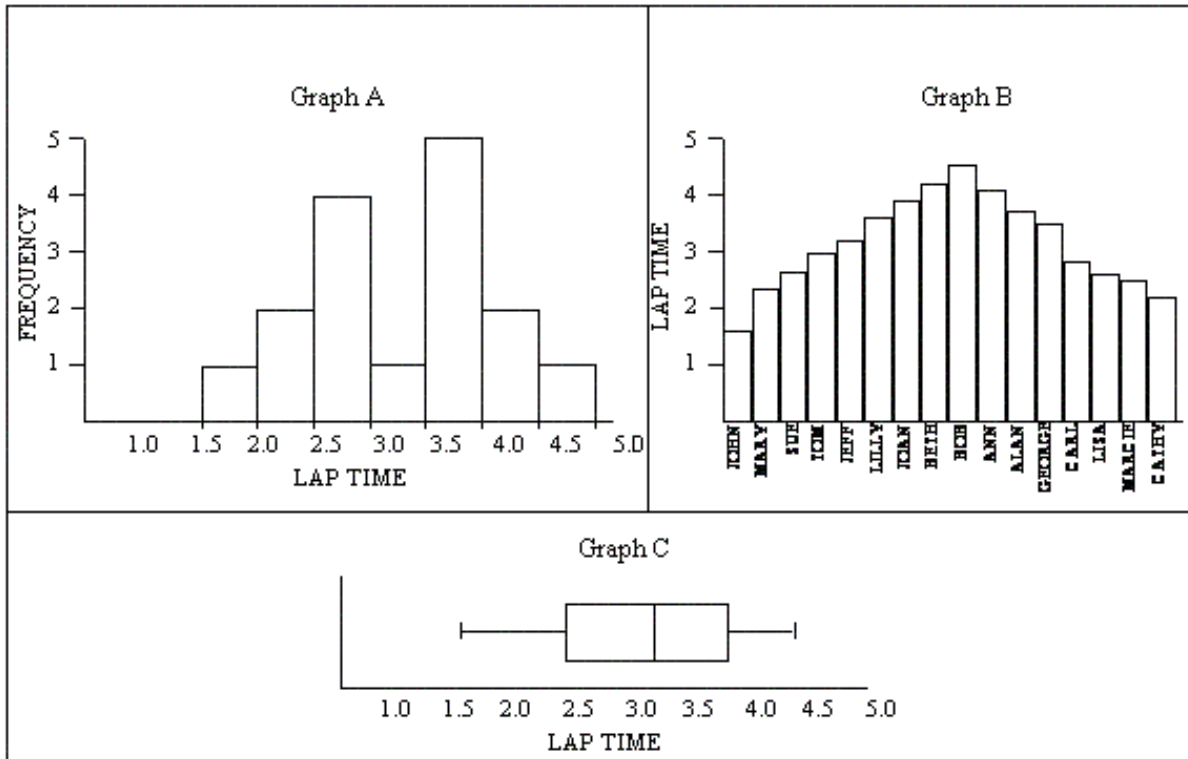 Graph A
5
4
3
2
1
FREQUENCY
1.0 1.5 2.0 2.5 3.0 3.5 4.0 4.5 5.0
LAP TIME
Graph B
5
4
3
2
1
LAP TIME
JOHN
MARY
SUE
TOM
JEFF
LILLY
JOAN
BETH
BOB
ANN
ALAN
GEORGE
CARL
LISA
MARCIE
CATHY
Graph C
1.0 1.5 2.0 2.5 3.0 3.5 4.0 4.5 5.0
LAP TIME